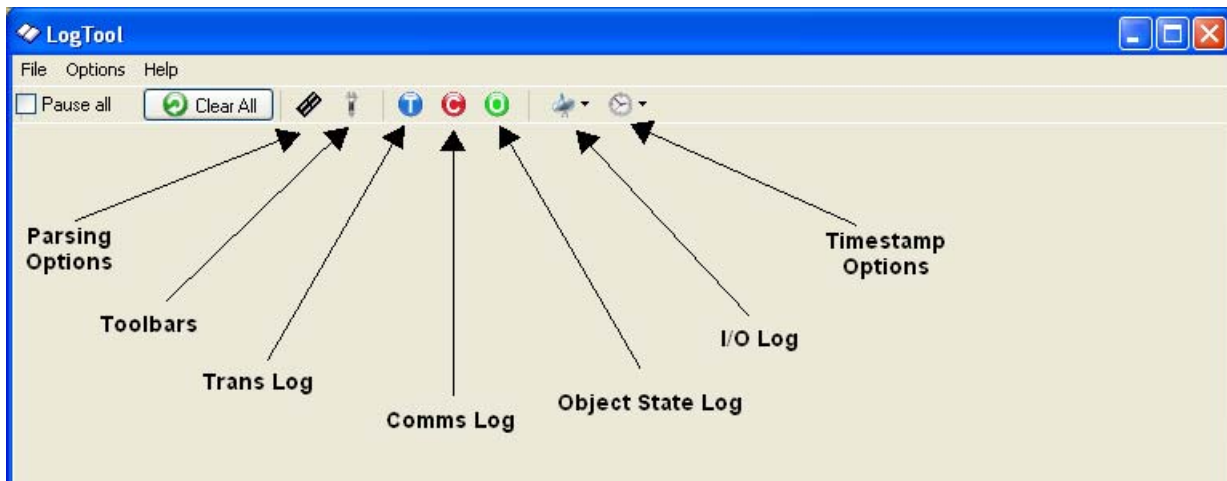 LogTool
File Options Help
Pause all Clear All T C O
Parsing
Options
Timestamp
Options
Toolbars
I/O Log
Trans Log
Object State Log
Comms Log